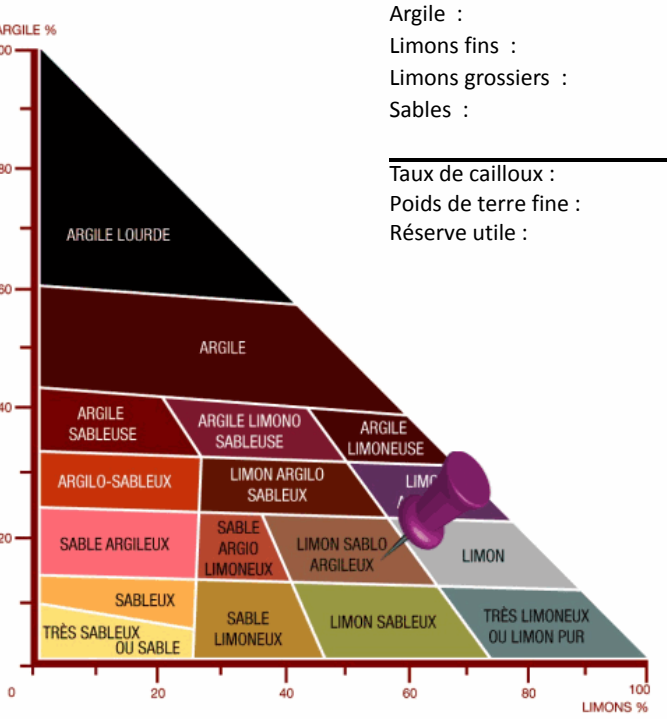 Argile :
Limons fins :
Limons grossiers :
Sables :
Taux de cailloux :
Poids de terre fine :
Réserve utile :
ARGILE %
ARGILE LOURDE
ARGILE
ARGILE
SABLEUSE
ARGILE LIMONO
SABLEUSE
ARGILE
LIMONEUSE
ARGILO-SABLEUX
LIMON ARGILO
SABLEUX
SABLE ARGILEUX
SABLE
ARGIO
LIMONEUX
LIMON SABLO
ARGILEUX
LIMON
SABLEUX
TRÈS SABLEUX
OU SABLE
SABLE
LIMONEUX
LIMON SABLEUX
TRÈS LIMONEUX
OU LIMON PUR
40
20
0
20
40
60
80
100
LIMONS %